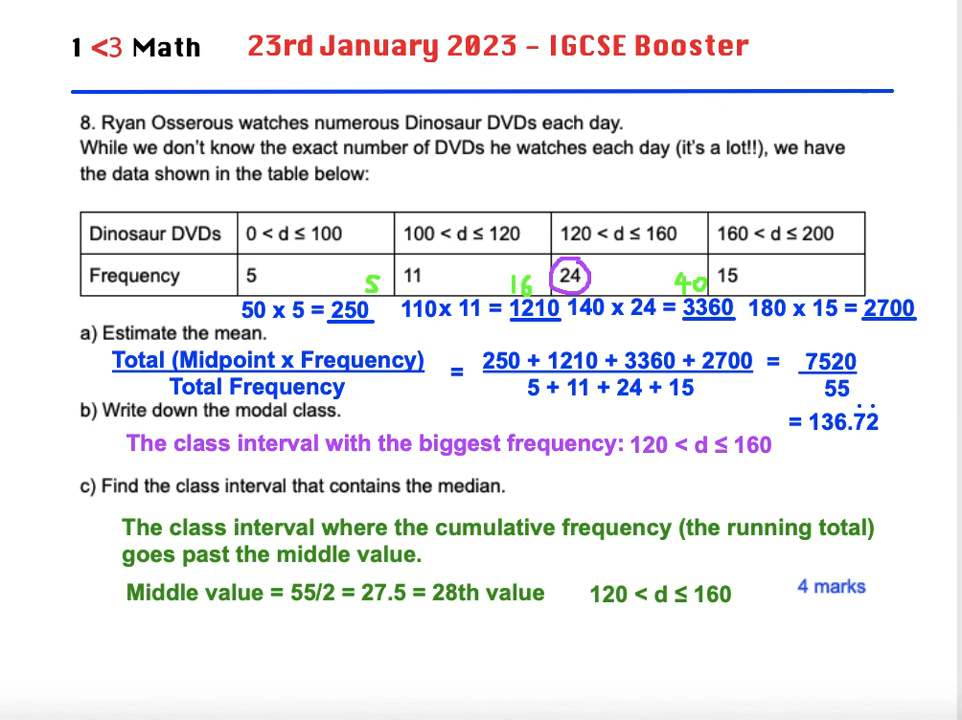 1 <3 Math 23rd January 2023 - IGCSE Booster
8. Ryan Osserous watches numerous Dinosaur DVDs each day.
While we don't know the exact number of DVDs he watches each day (it's a lot!!), we have
the data shown in the table below:
Dinosaur DVDs 0 < d ≤ 100 100 < d ≤ 120 120 < d ≤ 160 160 < d ≤ 200
Frequency 5 5 11 16 24 40 15
50 x 5 = 250 110x 11 = 1210 140 x 24 = 3360 180 x 15 = 2700
a) Estimate the mean.
Total (Midpoint x Frequency) = 250 + 1210 + 3360 + 2700 = 7520
Total Frequency 5 + 11 + 24 + 15 55
b) Write down the modal class.
= 136.7̇2̇
The class interval with the biggest frequency: 120 < d ≤ 160
c) Find the class interval that contains the median.
The class interval where the cumulative frequency (the running total)
goes past the middle value.
Middle value = 55/2 = 27.5 = 28th value 120 < d ≤ 160 4 marks